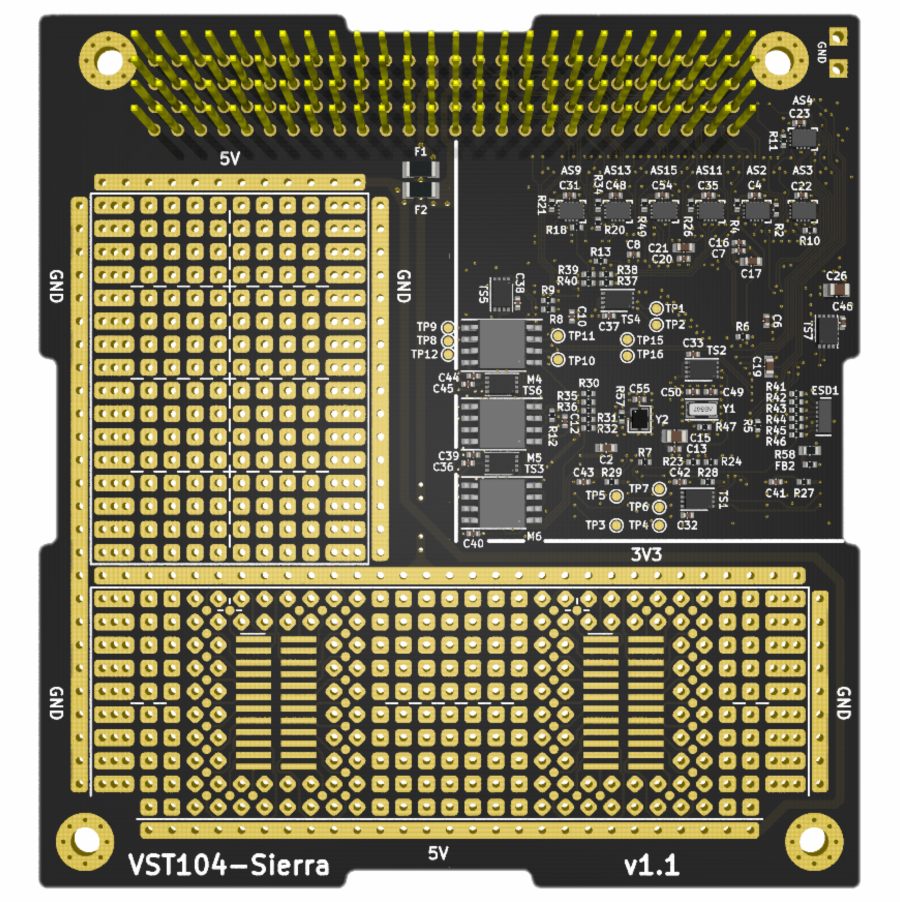 GND
AS4
C23
R11
5V
F1
F2
AS9
AS13
AS15
AS11
AS2
AS3
C31
R34
C48
C54
C35
C4
C22
R21
R18
R20
R49
R26
R4
R2
R10
C8
C21
C20
C16
C7
C17
R13
R39
R40
R38
R37
GND
GND
TS5
C38
R9
R8
C10
C37
TS4
TP1
TP2
C26
C46
TS7
C6
R6
TP9
TP8
TP12
TP11
TP10
TP15
TP16
C33
TS2
C19
C44
C45
M4
TS6
R30
R35
R36
R31
R32
C12
R12
R57
C55
Y2
C50
C49
Y1
R47
R5
R41
R42
R43
R44
R45
R46
ESD1
C15
C13
C39
C36
M5
TS3
C2
R7
R23
R24
R58
FB2
C43
R29
C42
R28
C41
R27
TP5
TP7
TP6
TP3
TP4
TS1
C32
C40
M6
3V3
GND
GND
5V
VST104-Sierra
v1.1